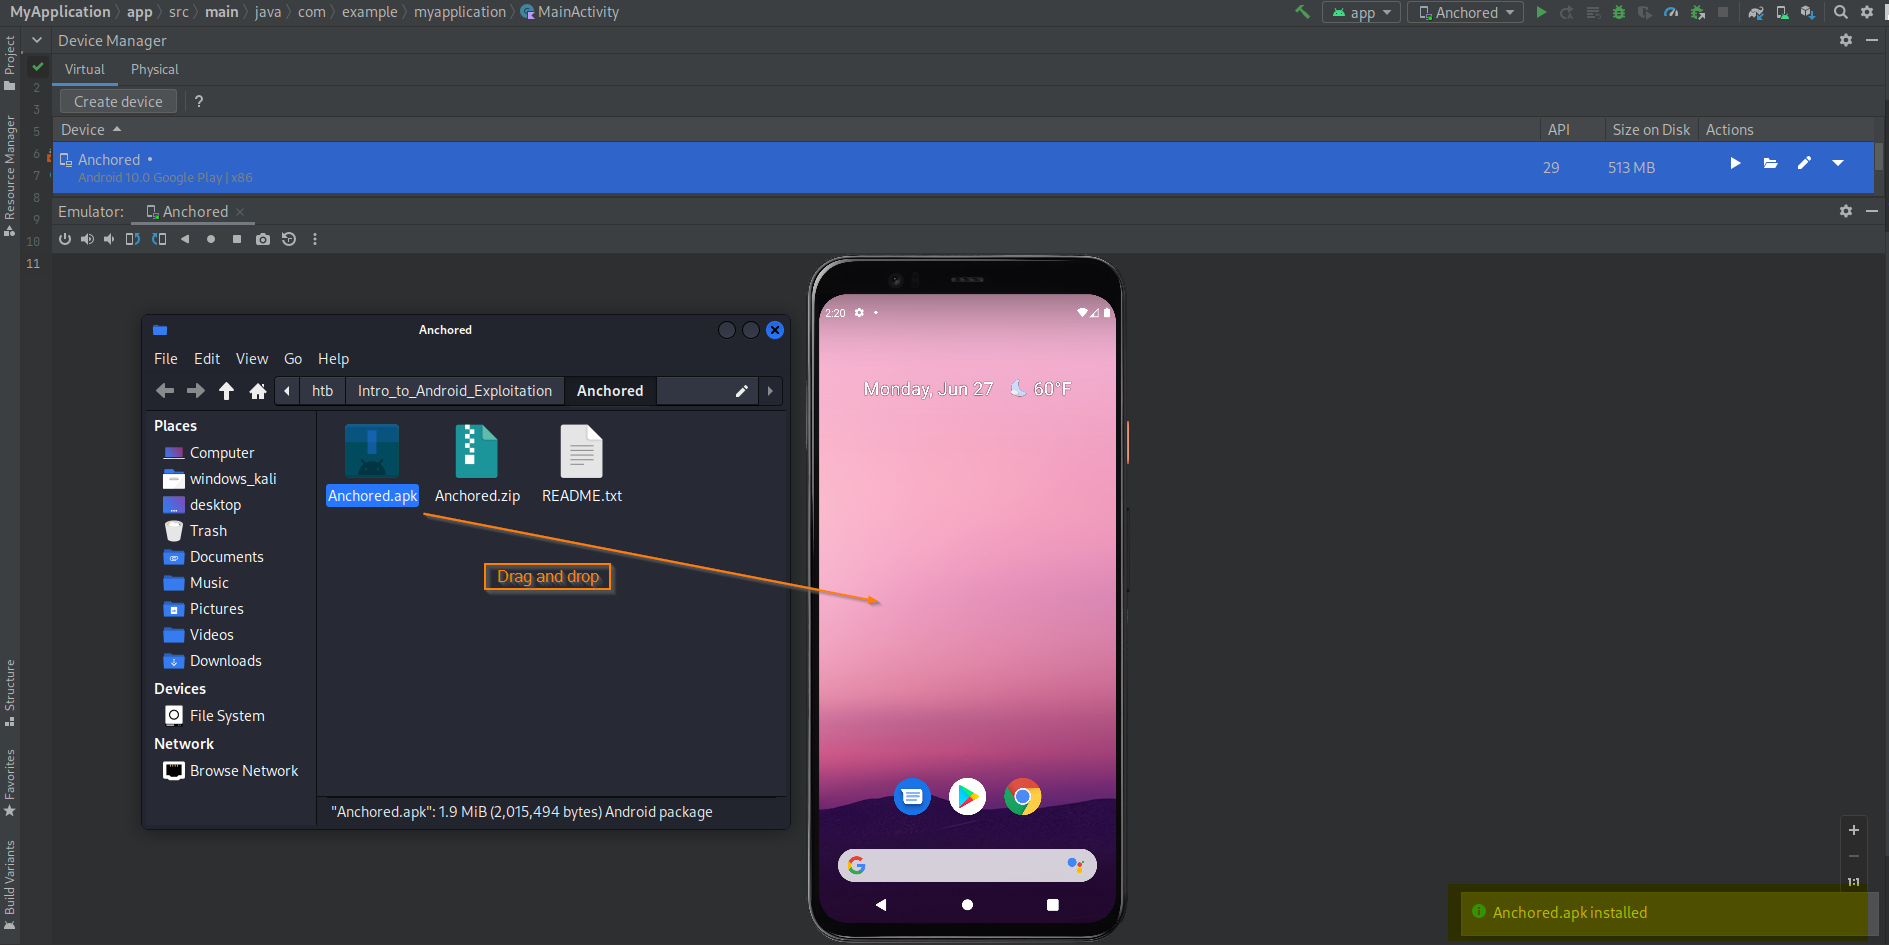 MyApplication app src main java com example myapplication MainActivity
app Anchored
Device Manager
Virtual Physical
Create device ?
Device API Size on Disk Actions
Anchored
Android 10.0 Google Play | x86
29 513 MB
Emulator: Anchored
Project
Resource Manager
Structure
Favorites
Build Variants
2
3
5
6
7
8
9
10
11
Anchored
File Edit View Go Help
htb Intro_to_Android_Exploitation Anchored
Places
Computer
windows_kali
desktop
Trash
Documents
Music
Pictures
Videos
Downloads
Devices
File System
Network
Browse Network
Anchored.apk Anchored.zip README.txt
Drag and drop
"Anchored.apk": 1.9 MiB (2,015,494 bytes) Android package
2:20
Monday, Jun 27 60°F
1:1
Anchored.apk installed